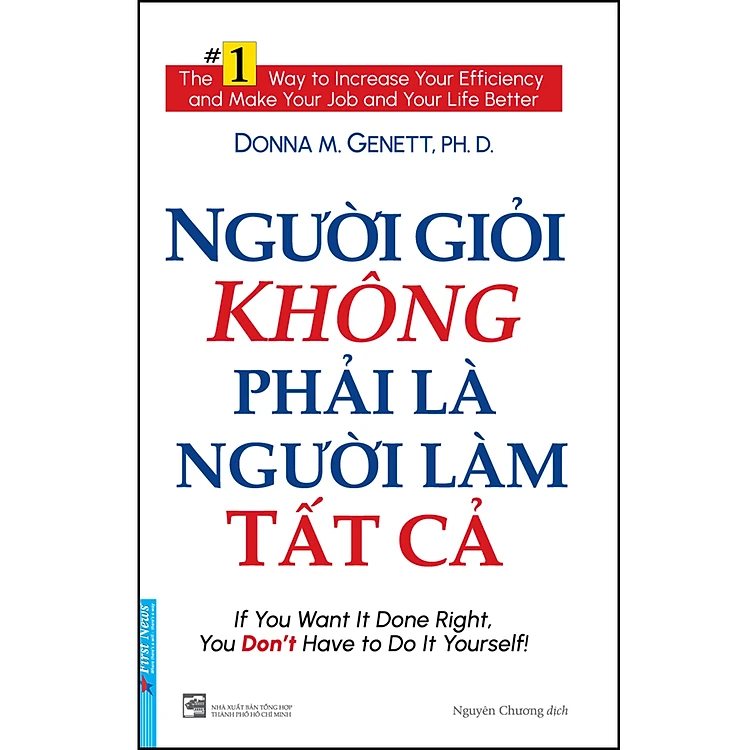 The #1 Way to Increase Your Efficiency
and Make Your Job and Your Life Better
DONNA M. GENETT, PH. D.
NGƯỜI GIỎI
KHÔNG
PHẢI LÀ
NGƯỜI LÀM
TẤT CẢ
If You Want It Done Right,
You Don't Have to Do It Yourself!
First News
NHÀ XUẤT BẢN TỔNG HỢP
THÀNH PHỐ HỒ CHÍ MINH
Nguyên Chương dịch